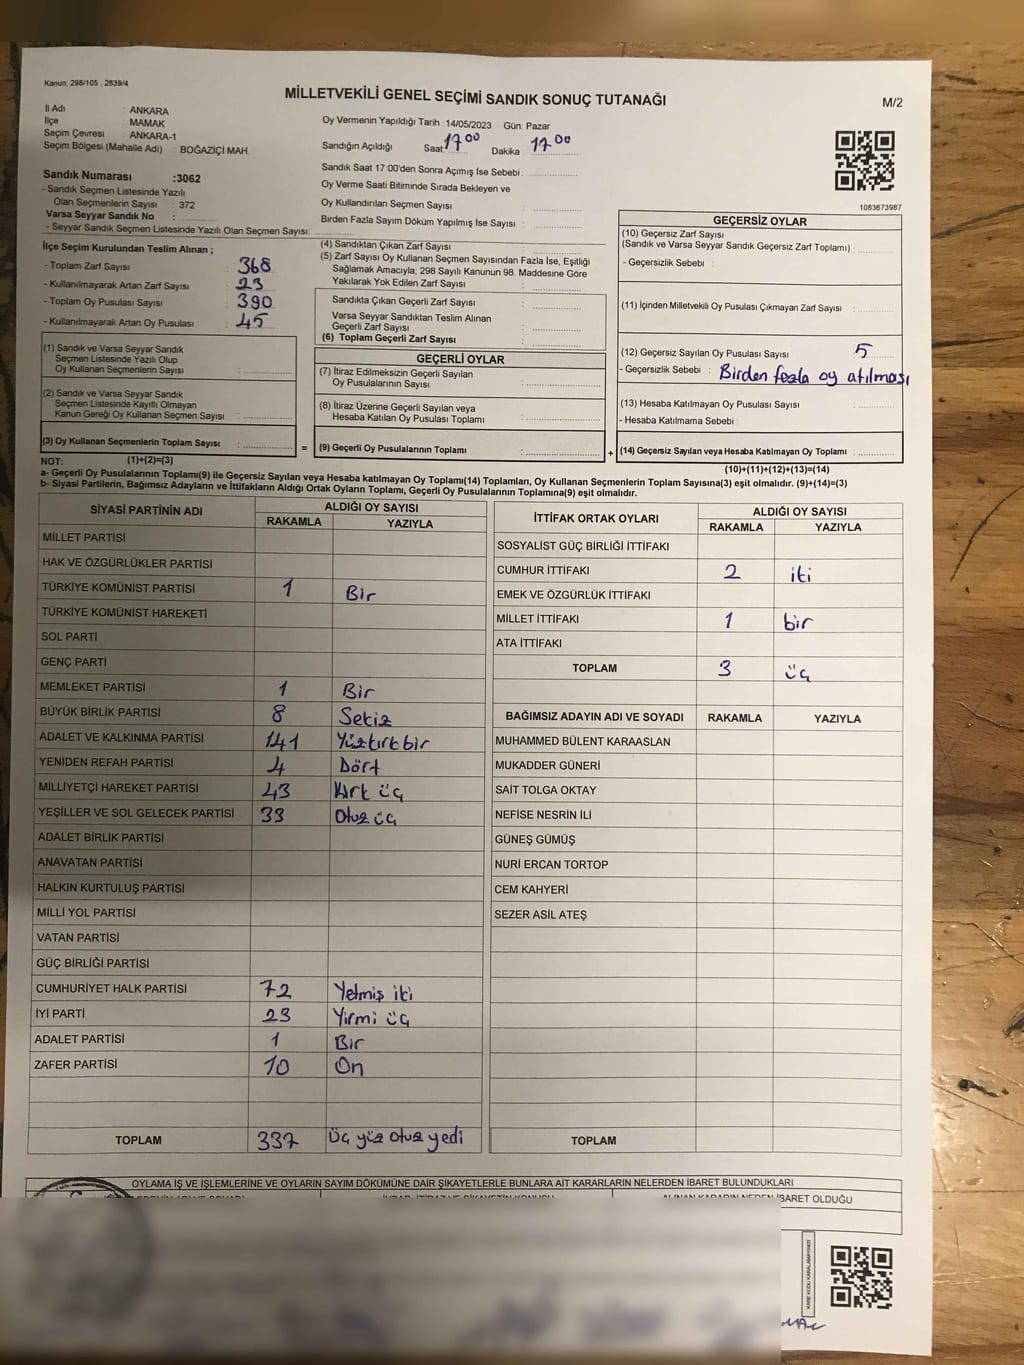 Kanun, 298/105 , 2839/4
MİLLETVEKİLİ GENEL SEÇİMİ SANDIK SONUÇ TUTANAĞI
M/2
İl Adı : ANKARA
İlçe : MAMAK
Seçim Çevresi : ANKARA-1
Seçim Bölgesi (Mahalle Adı) : BOĞAZİÇİ MAH.
Oy Vermenin Yapıldığı Tarih : 14/05/2023 Gün: Pazar
Sandığın Açıldığı Saat 17 00 Dakika 17 00
Sandık Saat 17:00'den Sonra Açımış İse Sebebi :
Oy Verme Saati Bitiminde Sırada Bekleyen ve
Oy Kullandırılan Seçmen Sayısı :
Birden Fazla Sayım Döküm Yapılmış İse Sayısı :
1083673987
Sandık Numarası :3062
- Sandık Seçmen Listesinde Yazılı
Olan Seçmenlerin Sayısı : 372
Varsa Seyyar Sandık No :
- Seyyar Sandık Seçmen Listesinde Yazılı Olan Seçmen Sayısı:
İlçe Seçim Kurulundan Teslim Alınan ;
- Toplam Zarf Sayısı : 368
- Kullanılmayarak Artan Zarf Sayısı : 23
- Toplam Oy Pusulası Sayısı : 390
- Kullanılmayarak Artan Oy Pusulası : 45
(1) Sandık ve Varsa Seyyar Sandık
Seçmen Listesinde Yazılı Olup
Oy Kullanan Seçmenlerin Sayısı :
(2) Sandık ve Varsa Seyyar Sandık
Seçmen Listesinde Kayıtlı Olmayan
Kanun Gereği Oy Kullanan Seçmen Sayısı :
(3) Oy Kullanan Seçmenlerin Toplam Sayısı :
(4) Sandıktan Çıkan Zarf Sayısı :
(5) Zarf Sayısı Oy Kullanan Seçmen Sayısından Fazla İse, Eşitliği
Sağlamak Amacıyla; 298 Sayılı Kanunun 98. Maddesine Göre
Yakılarak Yok Edilen Zarf Sayısı :
Sandıkta Çıkan Geçerli Zarf Sayısı :
Varsa Seyyar Sandıktan Teslim Alınan
Geçerli Zarf Sayısı :
(6) Toplam Geçerli Zarf Sayısı :
GEÇERLİ OYLAR
(7) İtiraz Edilmeksizin Geçerli Sayılan
Oy Pusulalarının Sayısı :
(8) İtiraz Üzerine Geçerli Sayılan veya
Hesaba Katılan Oy Pusulası Toplamı :
= (9) Geçerli Oy Pusulalarının Toplamı :
GEÇERSİZ OYLAR
(10) Geçersiz Zarf Sayısı
(Sandık ve Varsa Seyyar Sandık Geçersiz Zarf Toplamı) :
- Geçersizlik Sebebi :
(11) İçinden Milletvekili Oy Pusulası Çıkmayan Zarf Sayısı :
(12) Geçersiz Sayılan Oy Pusulası Sayısı : 5
- Geçersizlik Sebebi : Birden fazla oy atılması
(13) Hesaba Katılmayan Oy Pusulası Sayısı :
- Hesaba Katılmama Sebebi :
+ (14) Geçersiz Sayılan veya Hesaba Katılmayan Oy Toplamı :
NOT: (1)+(2)=(3)
(10)+(11)+(12)+(13)=(14)
a- Geçerli Oy Pusulalarının Toplamı(9) ile Geçersiz Sayılan veya Hesaba katılmayan Oy Toplamı(14) Toplamları, Oy Kullanan Seçmenlerin Toplam Sayısına(3) eşit olmalıdır. (9)+(14)=(3)
b- Siyasi Partilerin, Bağımsız Adayların ve İttifakların Aldığı Ortak Oyların Toplamı, Geçerli Oy Pusulalarının Toplamına(9) eşit olmalıdır.
SİYASİ PARTİNİN ADI ALDIĞI OY SAYISI
RAKAMLA YAZIYLA
MİLLET PARTİSİ
HAK VE ÖZGÜRLÜKLER PARTİSİ
TÜRKİYE KOMÜNİST PARTİSİ 1 Bir
TÜRKİYE KOMÜNİST HAREKETİ
SOL PARTİ
GENÇ PARTİ
MEMLEKET PARTİSİ 1 Bir
BÜYÜK BİRLİK PARTİSİ 8 Sekiz
ADALET VE KALKINMA PARTİSİ 141 Yüzkırkbir
YENİDEN REFAH PARTİSİ 4 Dört
MİLLİYETÇİ HAREKET PARTİSİ 43 Kırk üç
YEŞİLLER VE SOL GELECEK PARTİSİ 33 Otuz üç
ADALET BİRLİK PARTİSİ
ANAVATAN PARTİSİ
HALKIN KURTULUŞ PARTİSİ
MİLLİ YOL PARTİSİ
VATAN PARTİSİ
GÜÇ BİRLİĞİ PARTİSİ
CUMHURİYET HALK PARTİSİ 72 Yetmiş iki
İYİ PARTİ 23 Yirmi üç
ADALET PARTİSİ 1 Bir
ZAFER PARTİSİ 10 On
TOPLAM 337 Üç yüz otuz yedi
İTTİFAK ORTAK OYLARI ALDIĞI OY SAYISI
RAKAMLA YAZIYLA
SOSYALİST GÜÇ BİRLİĞİ İTTİFAKI
CUMHUR İTTİFAKI 2 iki
EMEK VE ÖZGÜRLÜK İTTİFAKI
MİLLET İTTİFAKI 1 bir
ATA İTTİFAKI
TOPLAM 3 üç
BAĞIMSIZ ADAYIN ADI VE SOYADI RAKAMLA YAZIYLA
MUHAMMED BÜLENT KARAASLAN
MUKADDER GÜNERİ
SAİT TOLGA OKTAY
NEFİSE NESRİN İLİ
GÜNEŞ GÜMÜŞ
NURİ ERCAN TORTOP
CEM KAHYERİ
SEZER ASİL ATEŞ
TOPLAM
OYLAMA İŞ VE İŞLEMLERİNE VE OYLARIN SAYIM DÖKÜMÜNE DAİR ŞİKAYETLERLE BUNLARA AİT KARARLARIN NELERDEN İBARET BULUNDUKLARI
ALINAN KARARIN NEDEN İBARET OLDUĞU